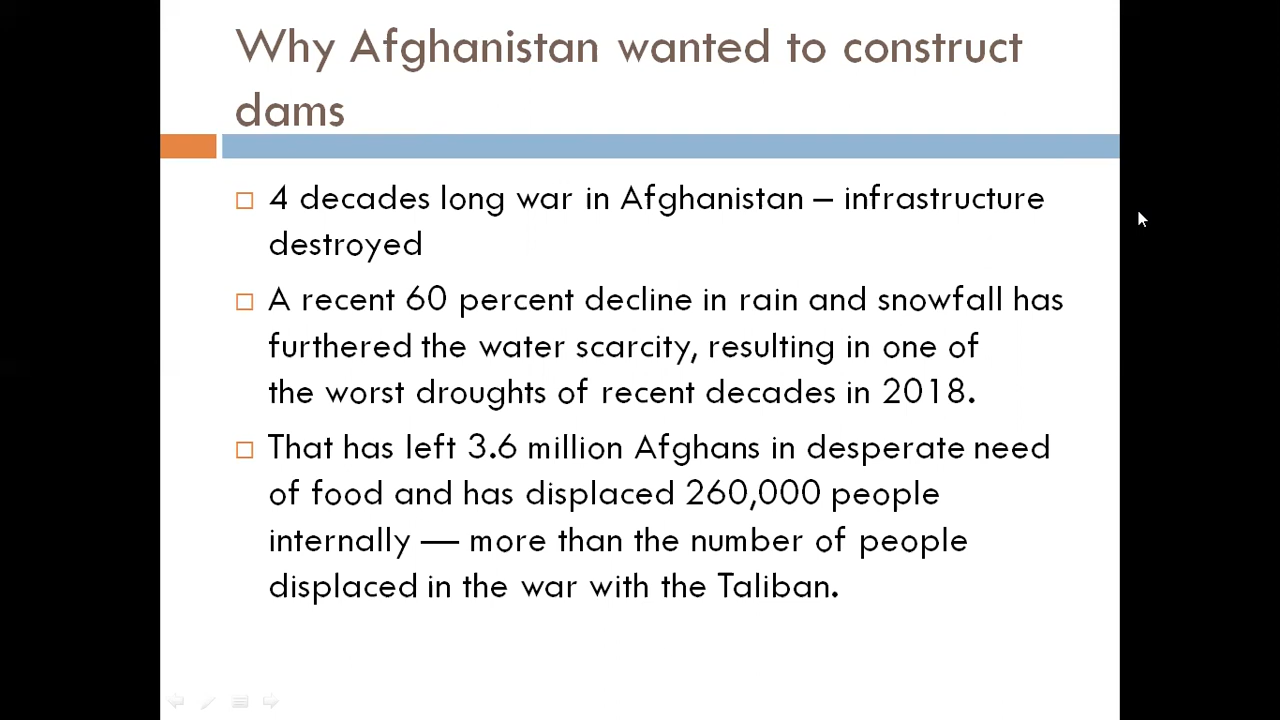 Why Afghanistan wanted to construct
dams
4 decades long war in Afghanistan – infrastructure
destroyed
A recent 60 percent decline in rain and snowfall has
furthered the water scarcity, resulting in one of
the worst droughts of recent decades in 2018.
That has left 3.6 million Afghans in desperate need
of food and has displaced 260,000 people
internally — more than the number of people
displaced in the war with the Taliban.